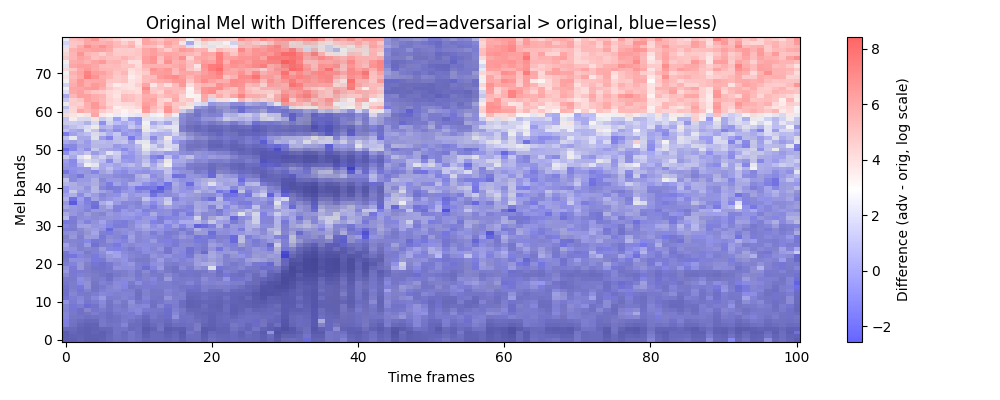 Original Mel with Differences (red=adversarial > original, blue=less)
Mel bands
70
60
50
40
30
20
10
0
0 20 40 60 80 100
Time frames
8
6
4
2
0
−2
Difference (adv - orig, log scale)